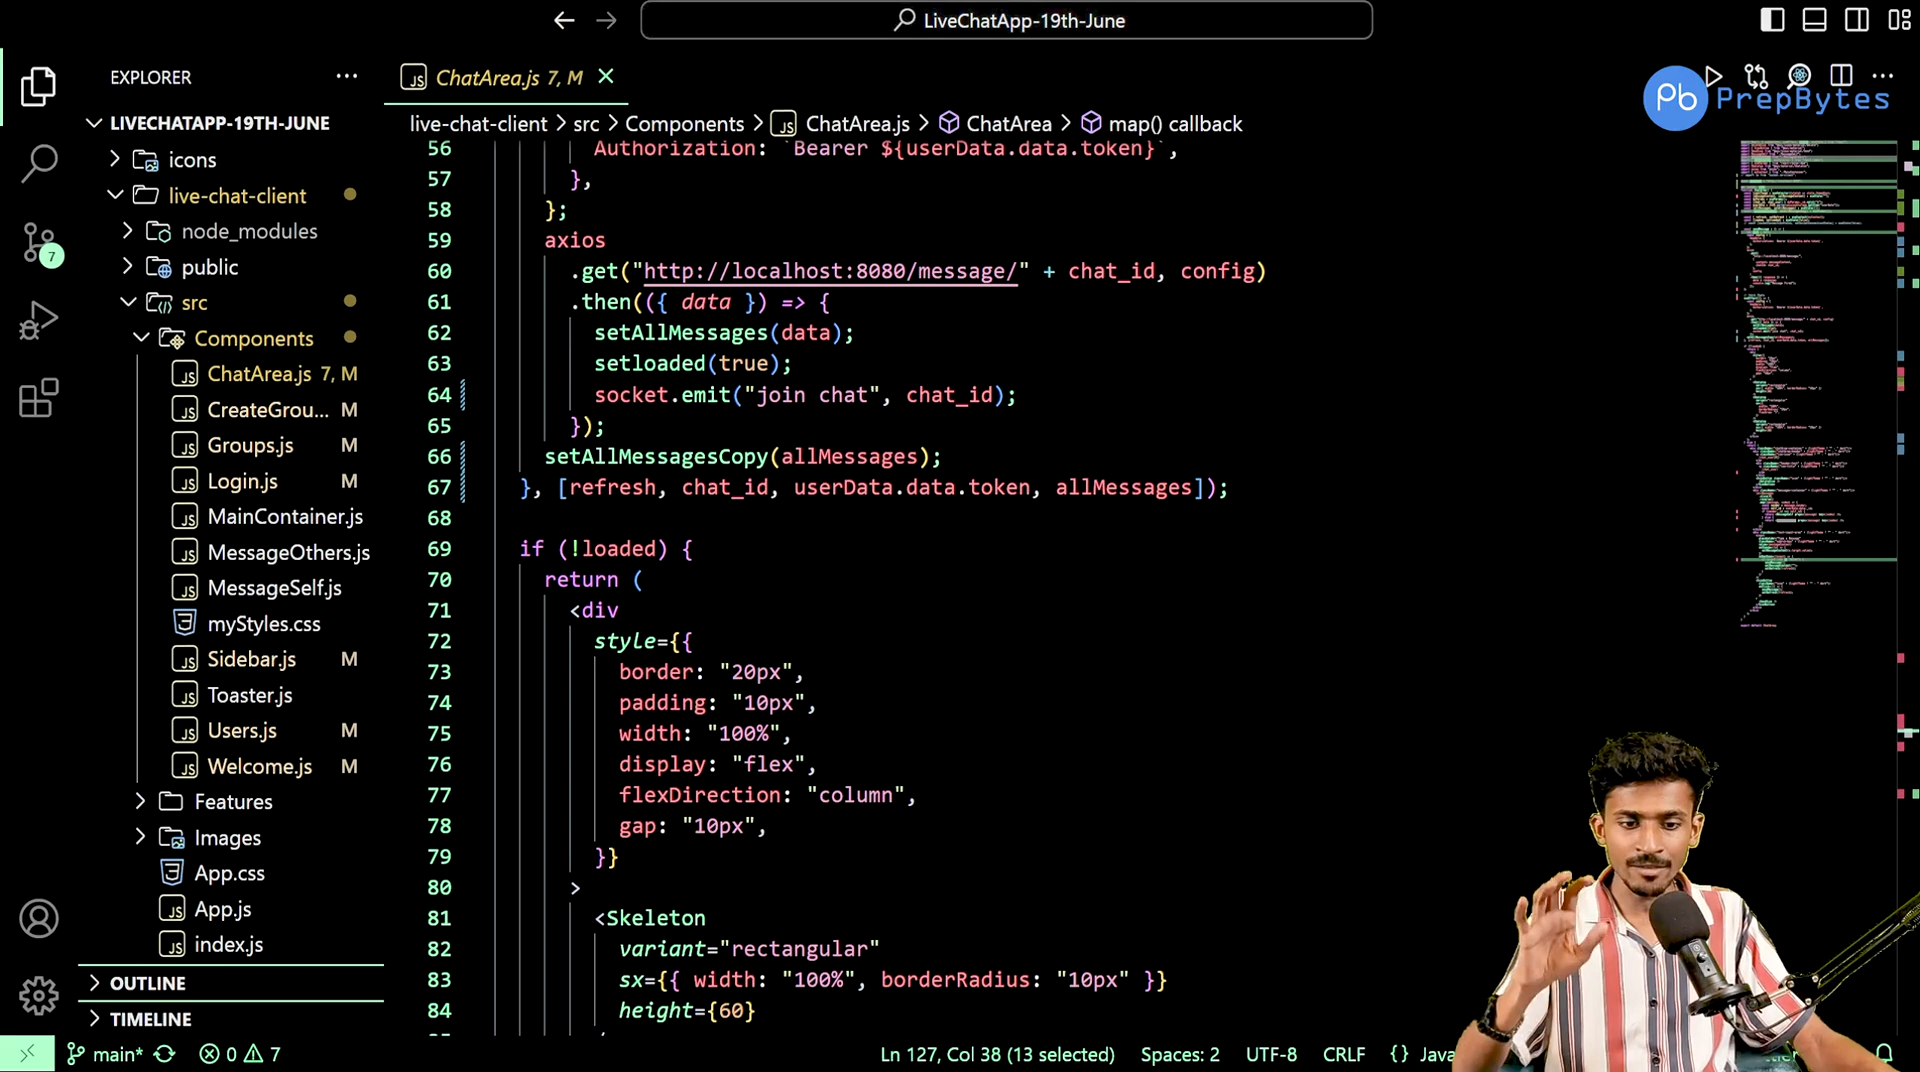 LiveChatApp-19th-June
EXPLORER
LIVECHATAPP-19TH-JUNE
icons
live-chat-client
node_modules
public
src
Components
ChatArea.js 7, M
CreateGrou... M
Groups.js M
Login.js M
MainContainer.js
MessageOthers.js
MessageSelf.js
myStyles.css
Sidebar.js M
Toaster.js
Users.js M
Welcome.js M
Features
Images
App.css
App.js
index.js
OUTLINE
TIMELINE
7
ChatArea.js 7, M
Pb PrepBytes
live-chat-client > src > Components > JS ChatArea.js > ChatArea > map() callback
56 Authorization: `Bearer ${userData.data.token}`,
57 },
58 };
59 axios
60 .get("http://localhost:8080/message/" + chat_id, config)
61 .then(({ data }) => {
62 setAllMessages(data);
63 setloaded(true);
64 socket.emit("join chat", chat_id);
65 });
66 setAllMessagesCopy(allMessages);
67 }, [refresh, chat_id, userData.data.token, allMessages]);
68
69 if (!loaded) {
70 return (
71 <div
72 style={{
73 border: "20px",
74 padding: "10px",
75 width: "100%",
76 display: "flex",
77 flexDirection: "column",
78 gap: "10px",
79 }}
80 >
81 <Skeleton
82 variant="rectangular"
83 sx={{ width: "100%", borderRadius: "10px" }}
84 height={60}
main* 0 7
Ln 127, Col 38 (13 selected) Spaces: 2 UTF-8 CRLF {} Java